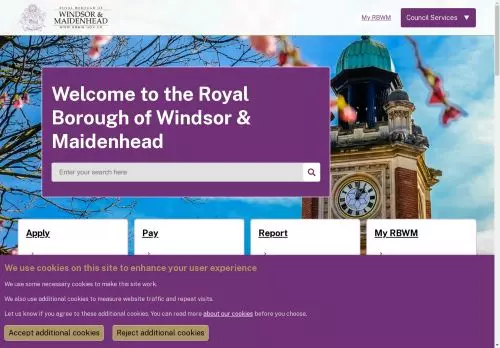 ROYAL BOROUGH OF
WINDSOR &
MAIDENHEAD
WWW.RBWM.GOV.UK
My RBWM
Council Services
Welcome to the Royal
Borough of Windsor &
Maidenhead
Enter your search here
Apply
Pay
Report
My RBWM
We use cookies on this site to enhance your user experience
We use some necessary cookies to make this site work.
We also use additional cookies to measure website traffic and repeat visits.
Let us know if you agree to these additional cookies. You can read more about our cookies before you choose.
Accept additional cookies
Reject additional cookies